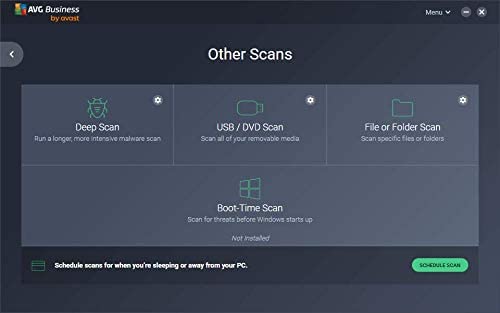 AVG Business
by avast
Menu
Other Scans
Deep Scan
Run a longer, more Intensive malware scan
USB / DVD Scan
Scan all of your removable media
File or Folder Scan
Scan specific files or folders
Boot-Time Scan
Scan for threats before Windows starts up
Not Installed
Schedule scans for when you're sleeping or away from your PC.
SCHEDULE SCAN